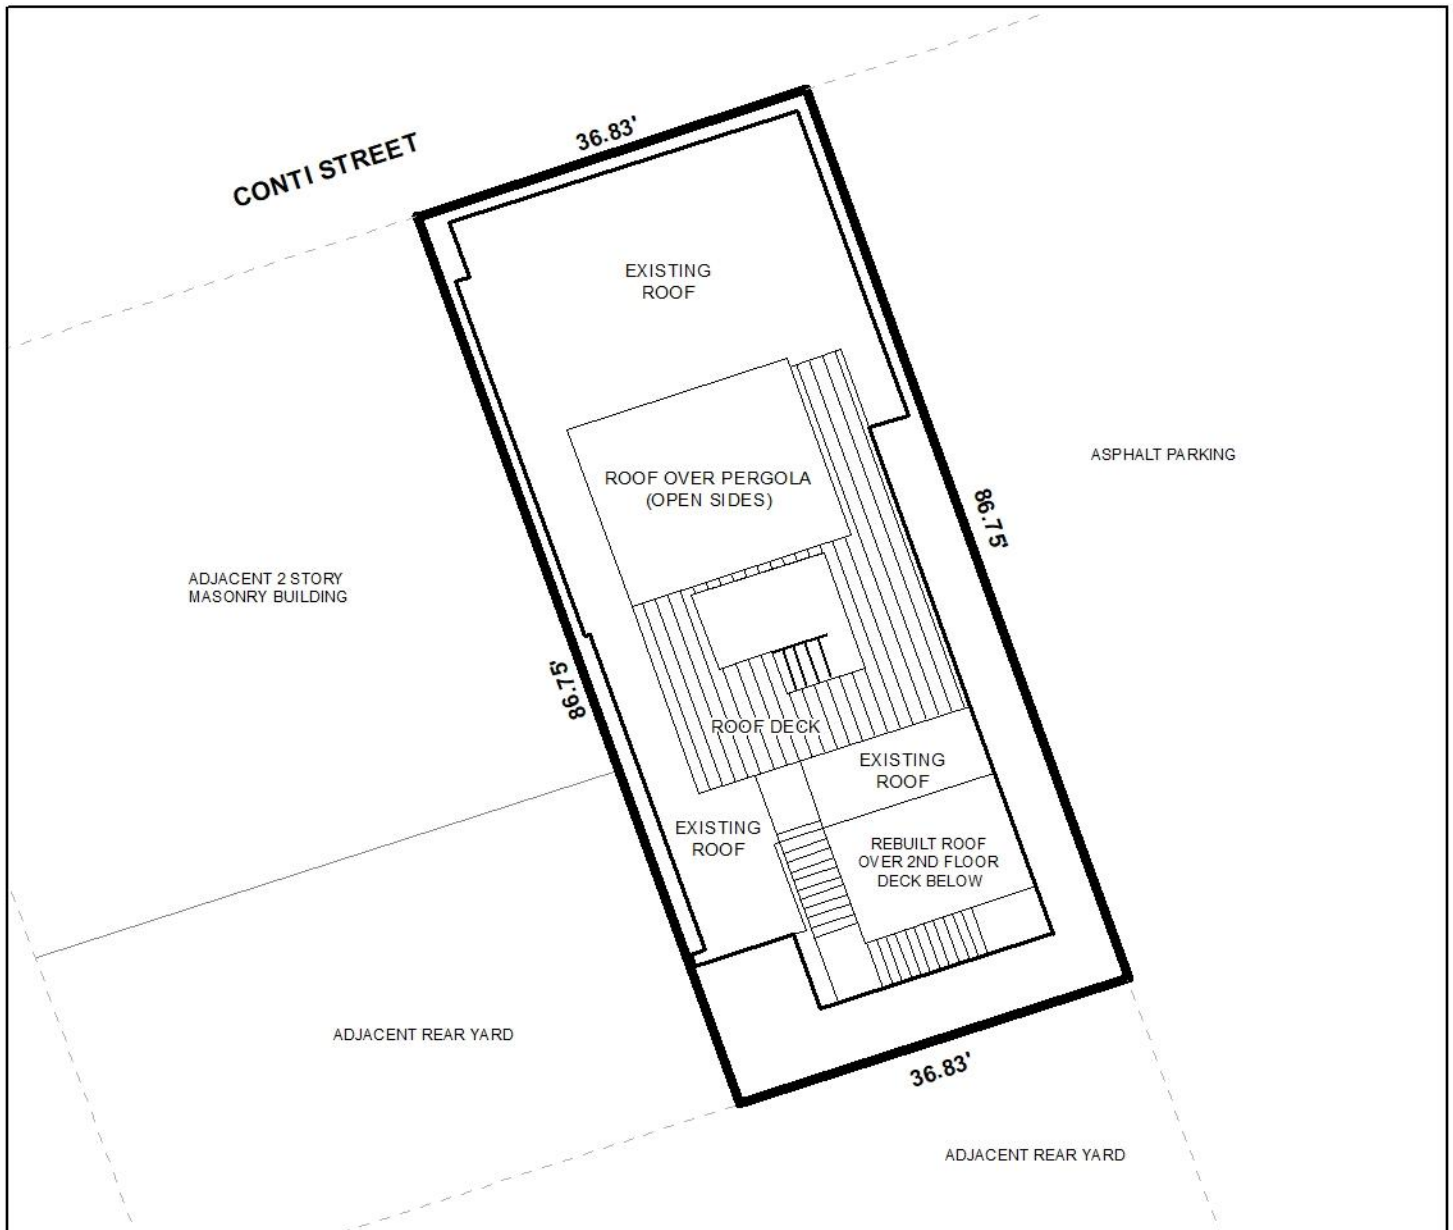 36.83'
CONTI STREET
EXISTING
ROOF
ASPHALT PARKING
ROOF OVER PERGOLA
(OPEN SIDES)
86.75'
ADJACENT 2 STORY
MASONRY BUILDING
86.75'
ROOF DECK
EXISTING
ROOF
EXISTING
ROOF
REBUILT ROOF
OVER 2ND FLOOR
DECK BELOW
ADJACENT REAR YARD
36.83'
ADJACENT REAR YARD